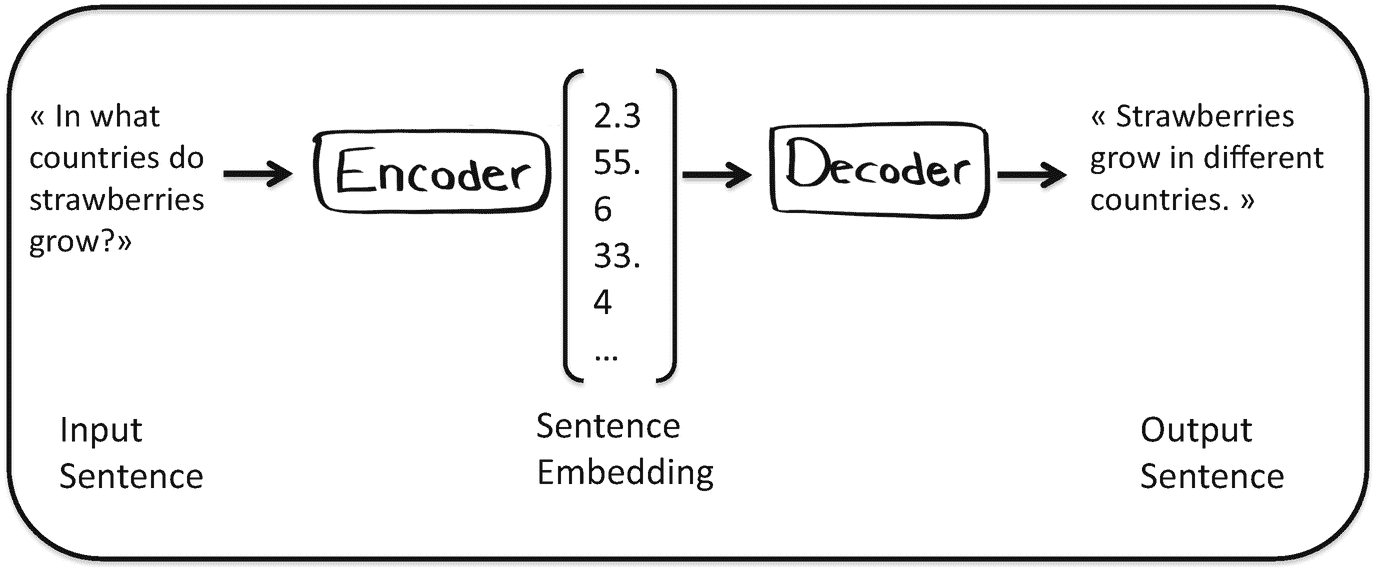 « In what
countries do
strawberries
grow?»
Encoder
2.3
55.
6
33.
4
...
Decoder
« Strawberries
grow in different
countries. »
Input
Sentence
Sentence
Embedding
Output
Sentence